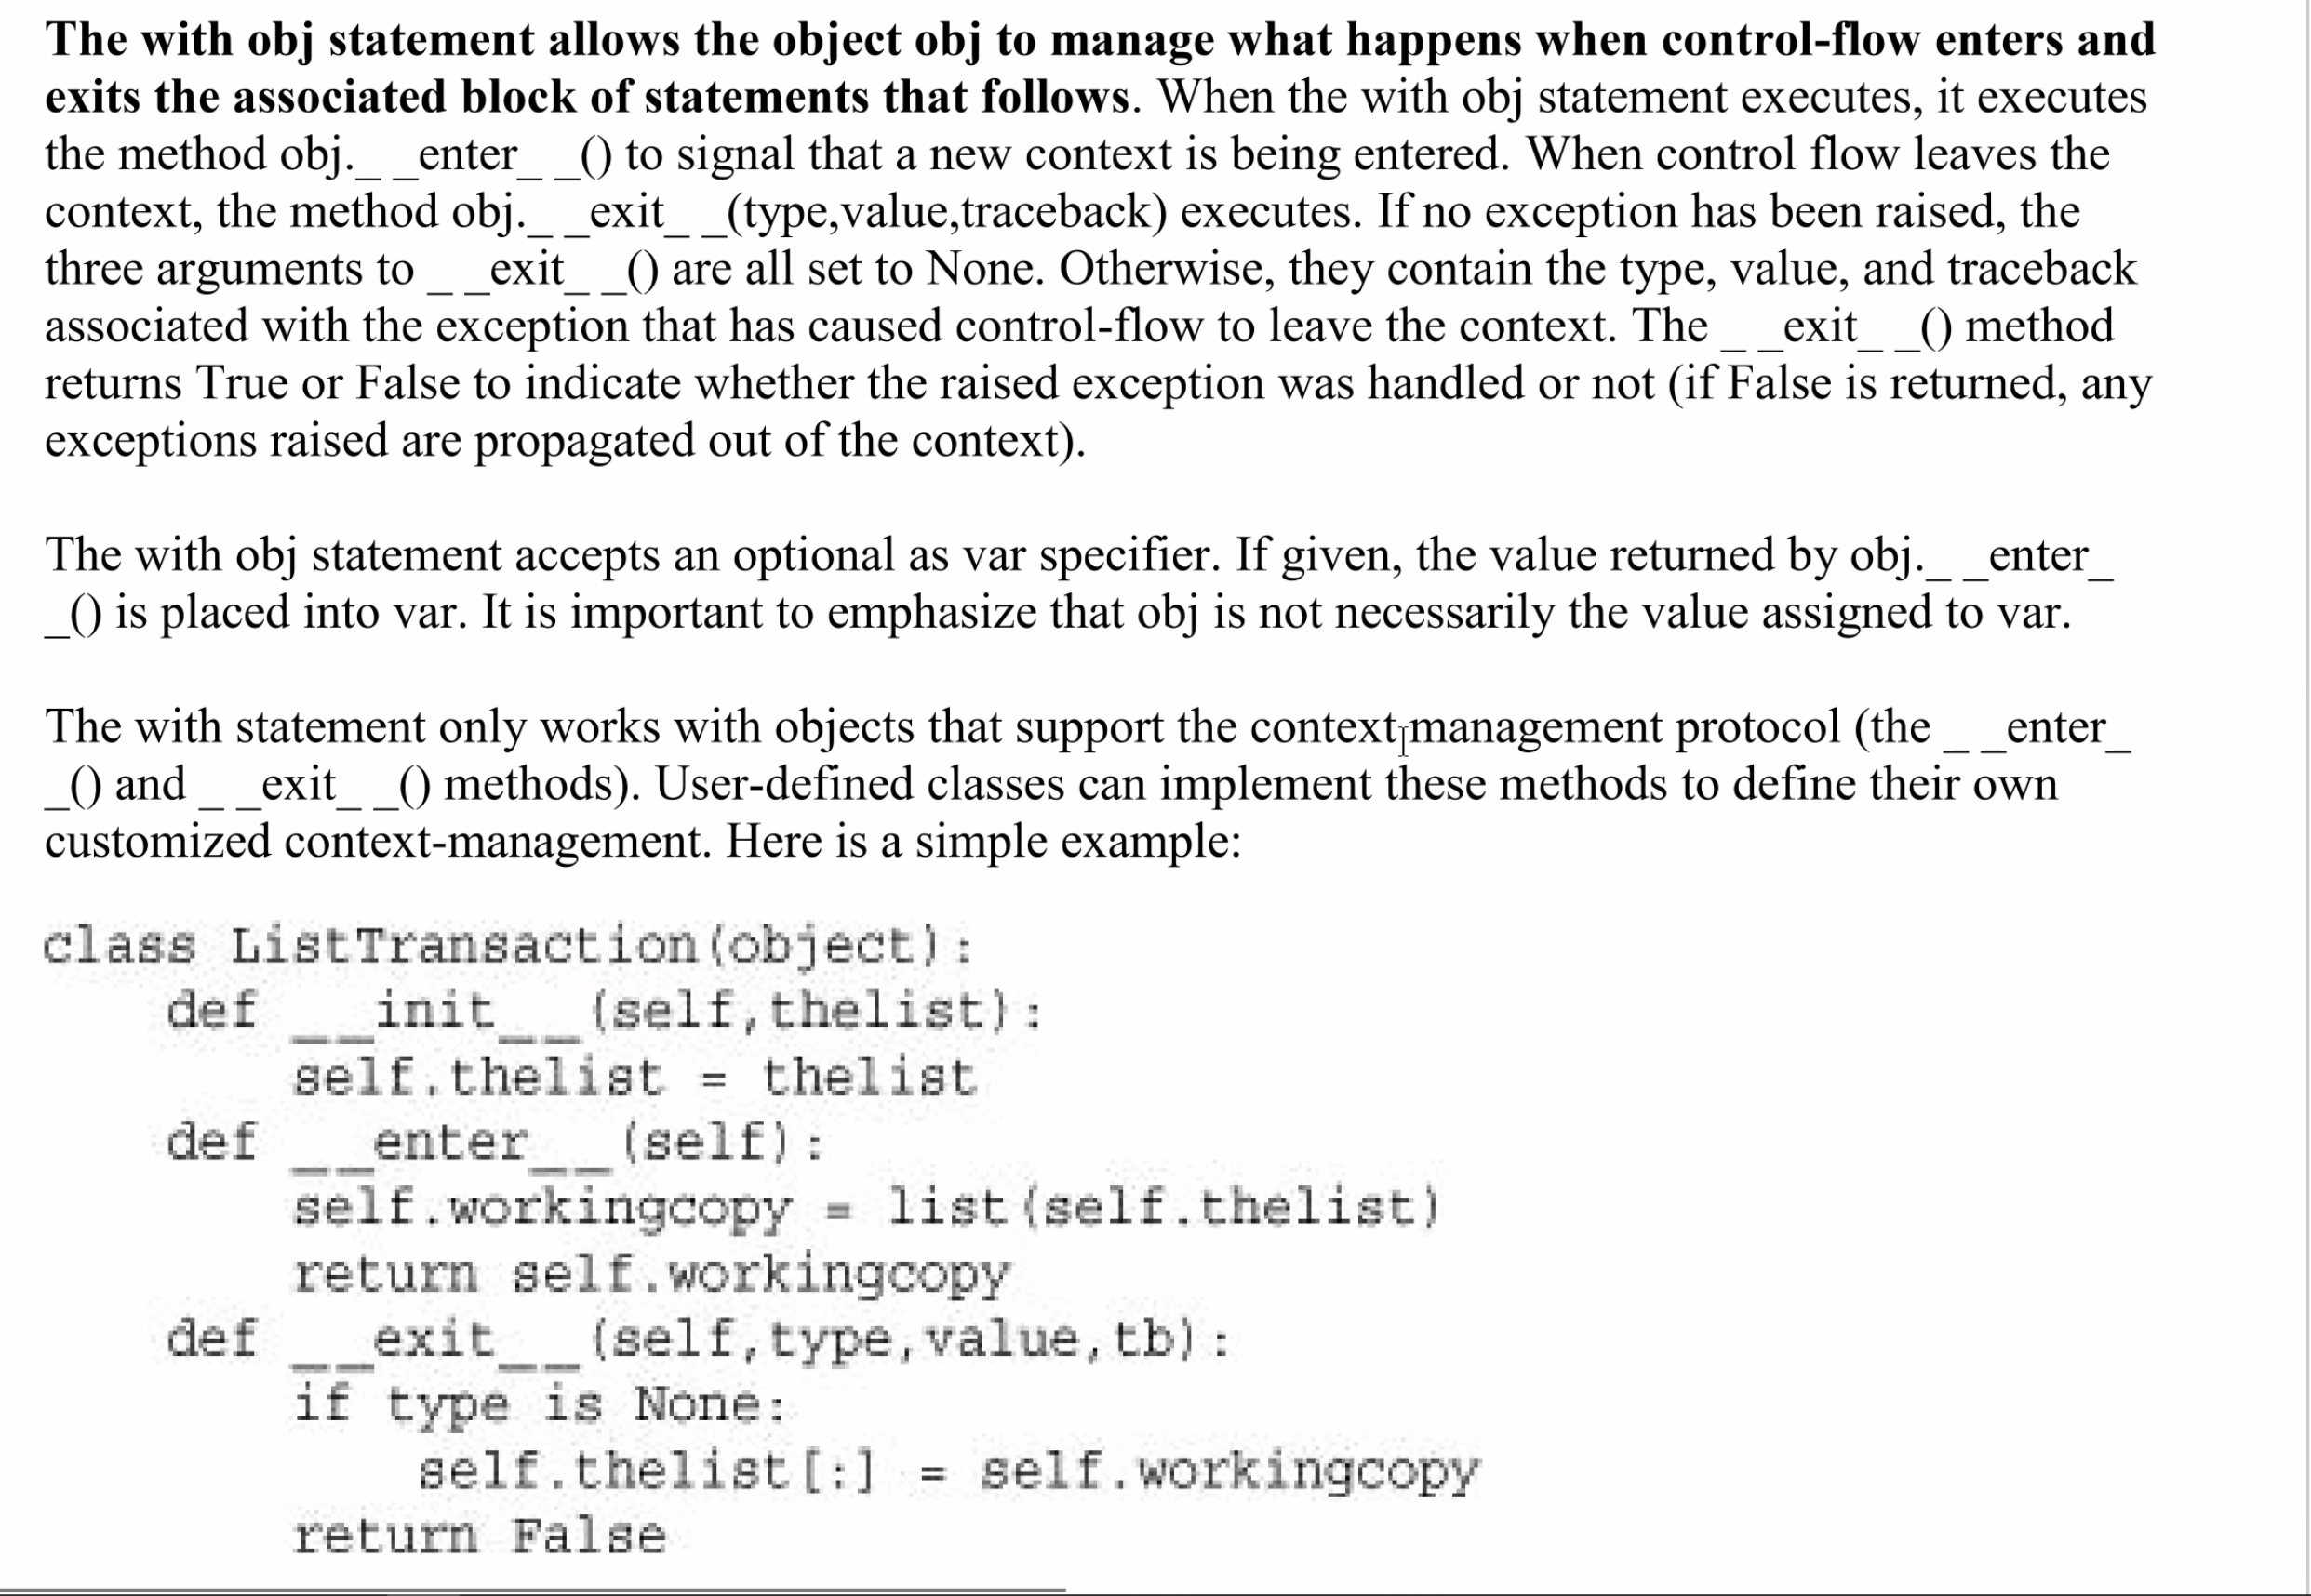 The with obj statement allows the object obj to manage what happens when control-flow enters and
exits the associated block of statements that follows. When the with obj statement executes, it executes
the method obj._ _enter_ _() to signal that a new context is being entered. When control flow leaves the
context, the method obj._ _exit_ _(type,value,traceback) executes. If no exception has been raised, the
three arguments to _ _exit_ _() are all set to None. Otherwise, they contain the type, value, and traceback
associated with the exception that has caused control-flow to leave the context. The _ _exit_ _() method
returns True or False to indicate whether the raised exception was handled or not (if False is returned, any
exceptions raised are propagated out of the context).
The with obj statement accepts an optional as var specifier. If given, the value returned by obj._ _enter_
_() is placed into var. It is important to emphasize that obj is not necessarily the value assigned to var.
The with statement only works with objects that support the context-management protocol (the _ _enter_
_() and _ _exit_ _() methods). User-defined classes can implement these methods to define their own
customized context-management. Here is a simple example:
class ListTransaction(object):
    def __init__(self,thelist):
        self.thelist = thelist
    def __enter__(self):
        self.workingcopy = list(self.thelist)
        return self.workingcopy
    def __exit__(self,type,value,tb):
        if type is None:
            self.thelist[:] = self.workingcopy
        return False